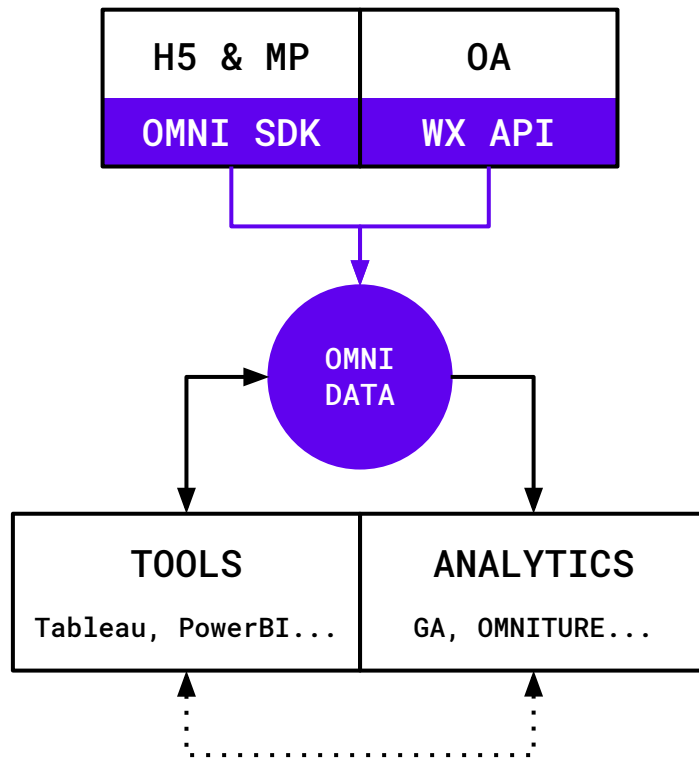 H5 & MP
OA
OMNI SDK
WX API
OMNI
DATA
TOOLS
ANALYTICS
Tableau, PowerBI...
GA, OMNITURE...